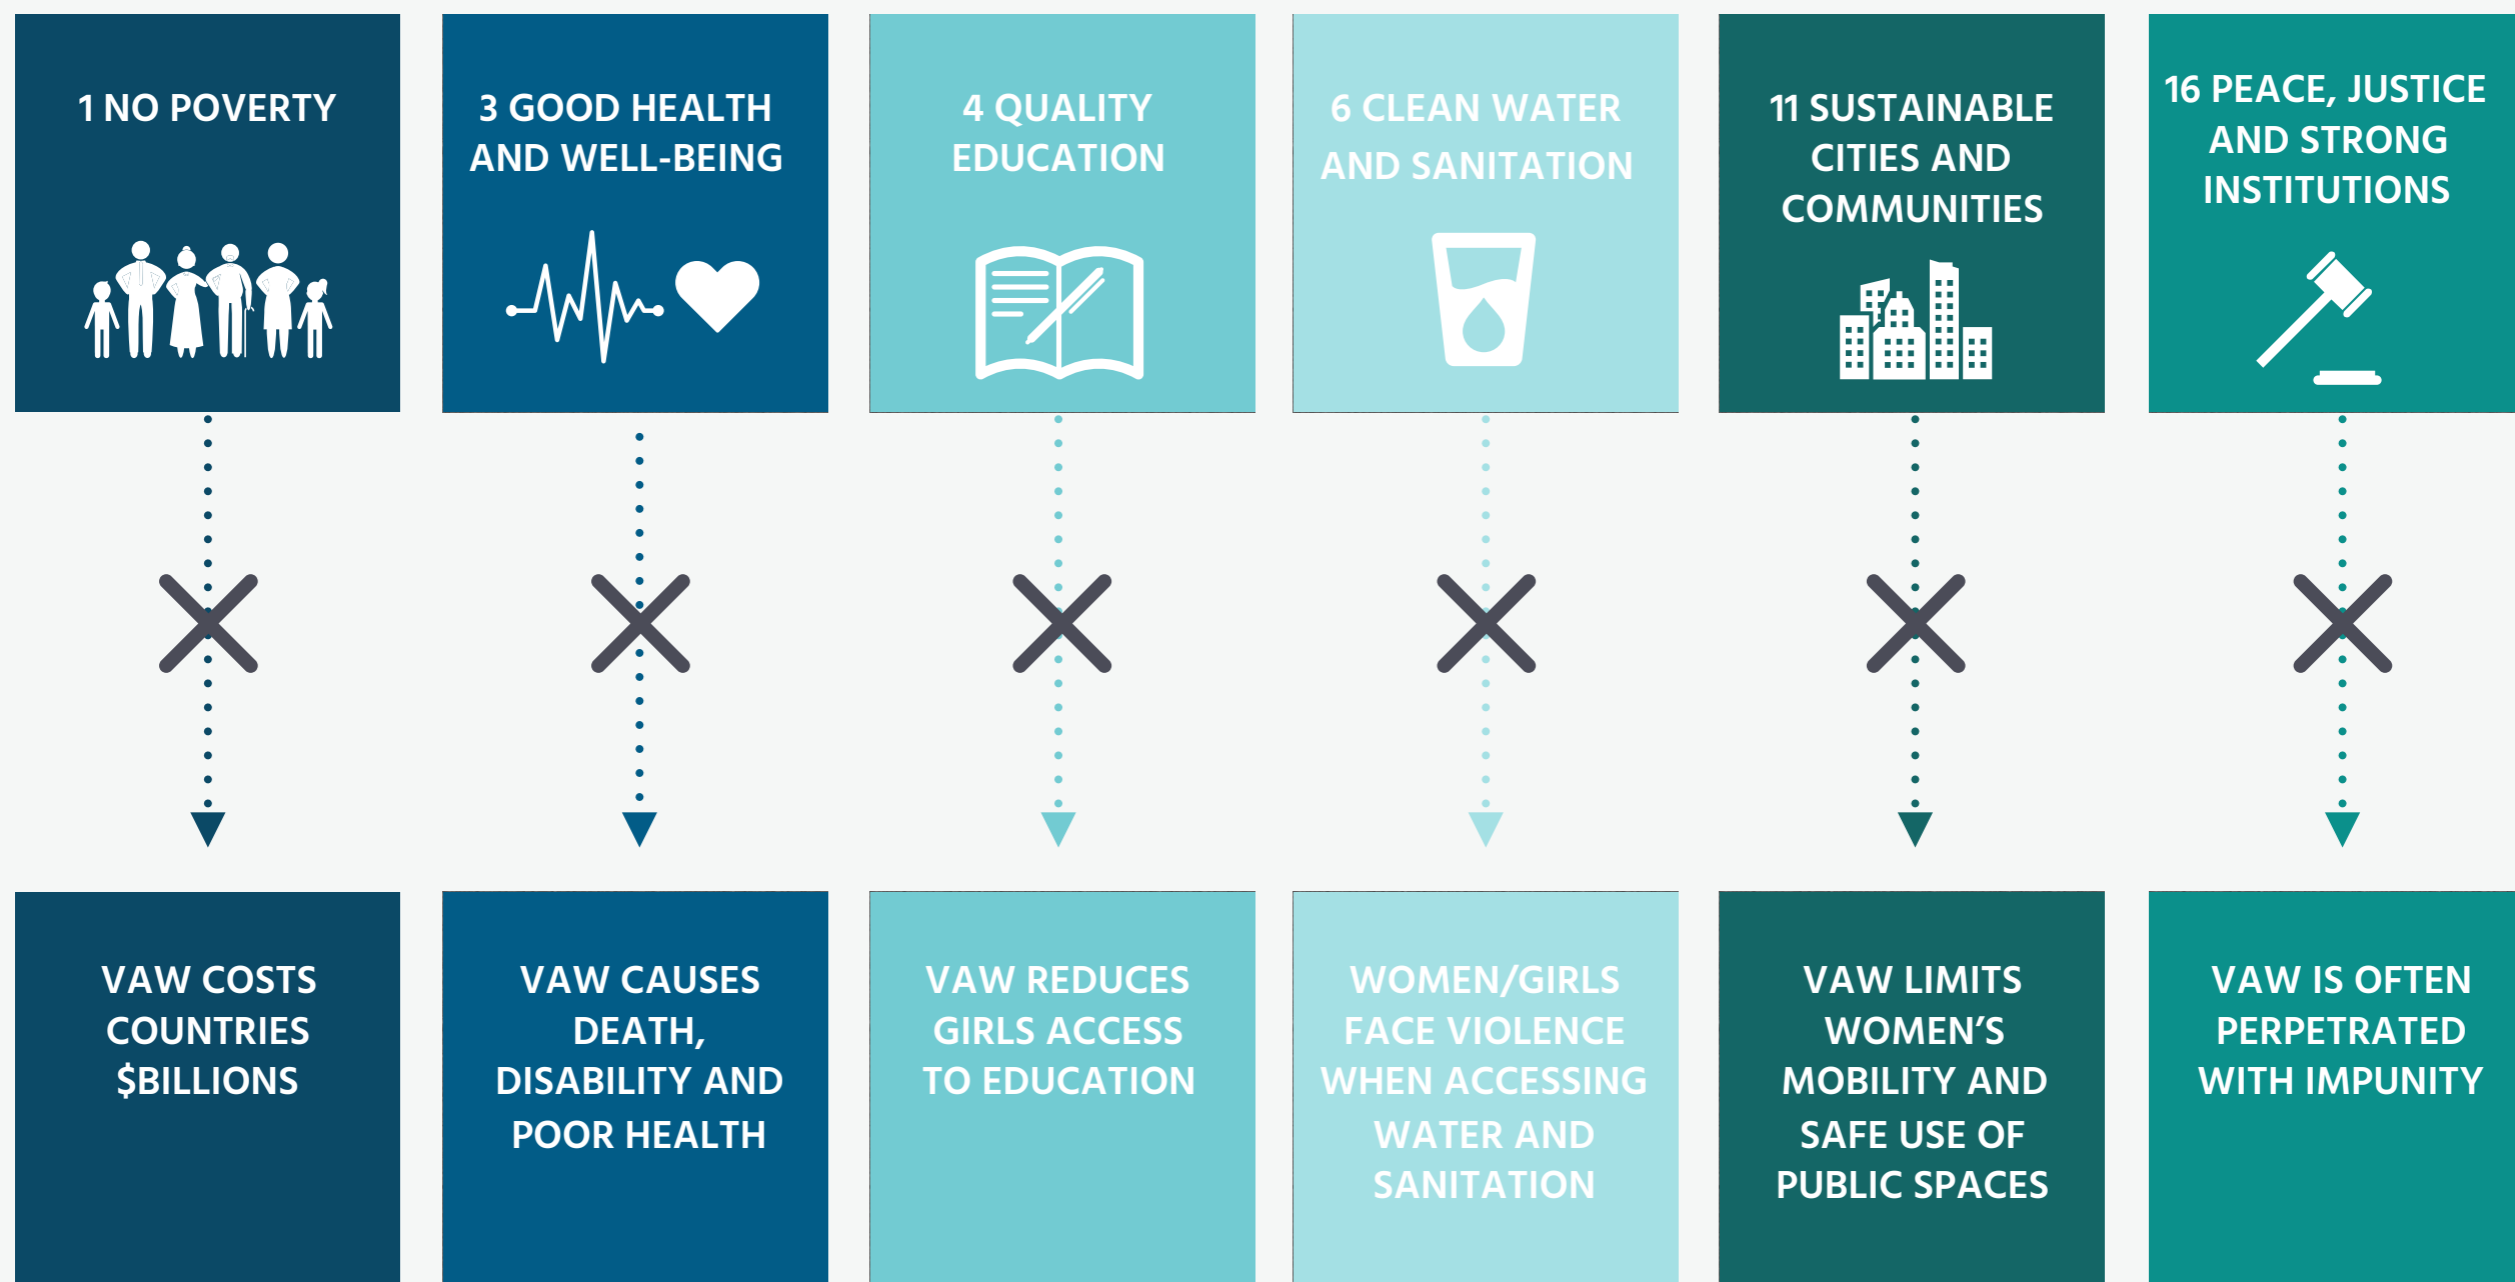 1 NO POVERTY
3 GOOD HEALTH
AND WELL-BEING
4 QUALITY
EDUCATION
6 CLEAN WATER
AND SANITATION
11 SUSTAINABLE
CITIES AND
COMMUNITIES
16 PEACE, JUSTICE
AND STRONG
INSTITUTIONS
VAW COSTS
COUNTRIES
$BILLIONS
VAW CAUSES
DEATH,
DISABILITY AND
POOR HEALTH
VAW REDUCES
GIRLS ACCESS
TO EDUCATION
WOMEN/GIRLS
FACE VIOLENCE
WHEN ACCESSING
WATER AND
SANITATION
VAW LIMITS
WOMEN’S
MOBILITY AND
SAFE USE OF
PUBLIC SPACES
VAW IS OFTEN
PERPETRATED
WITH IMPUNITY